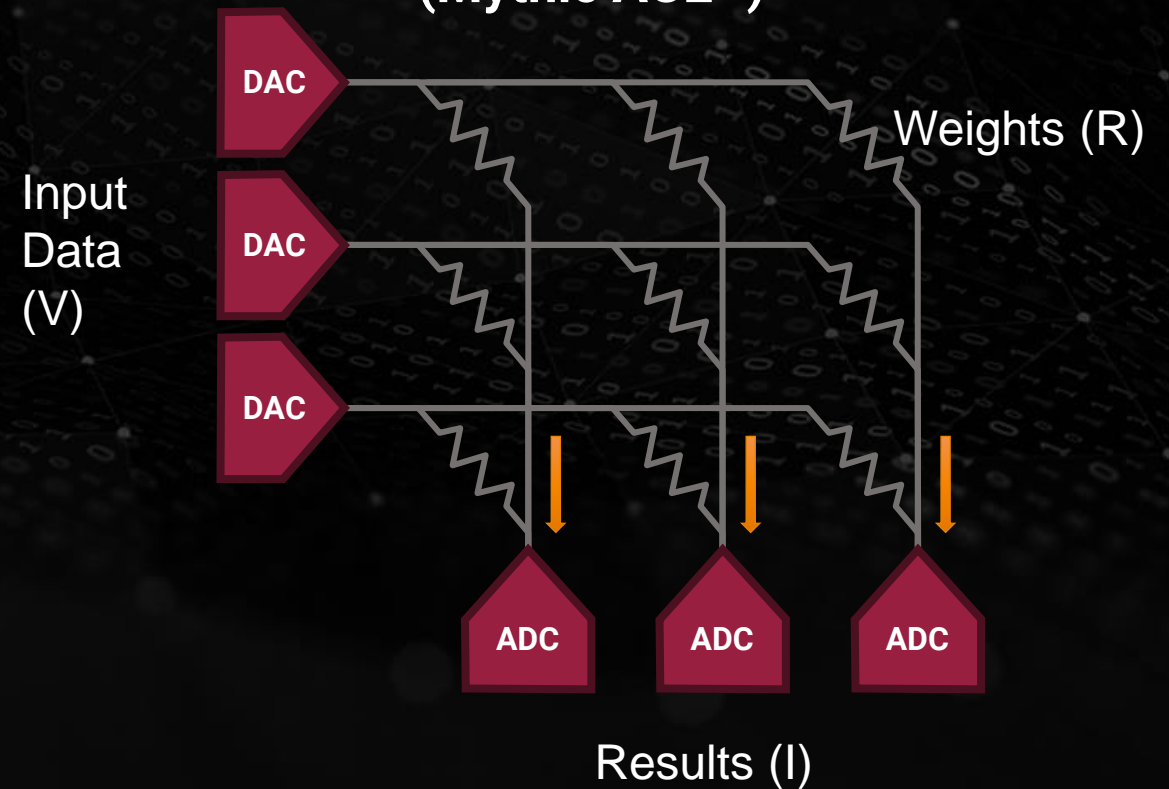 DAC
Weights (R)
Input
Data
(V)
DAC
DAC
ADC ADC ADC
Results (I)